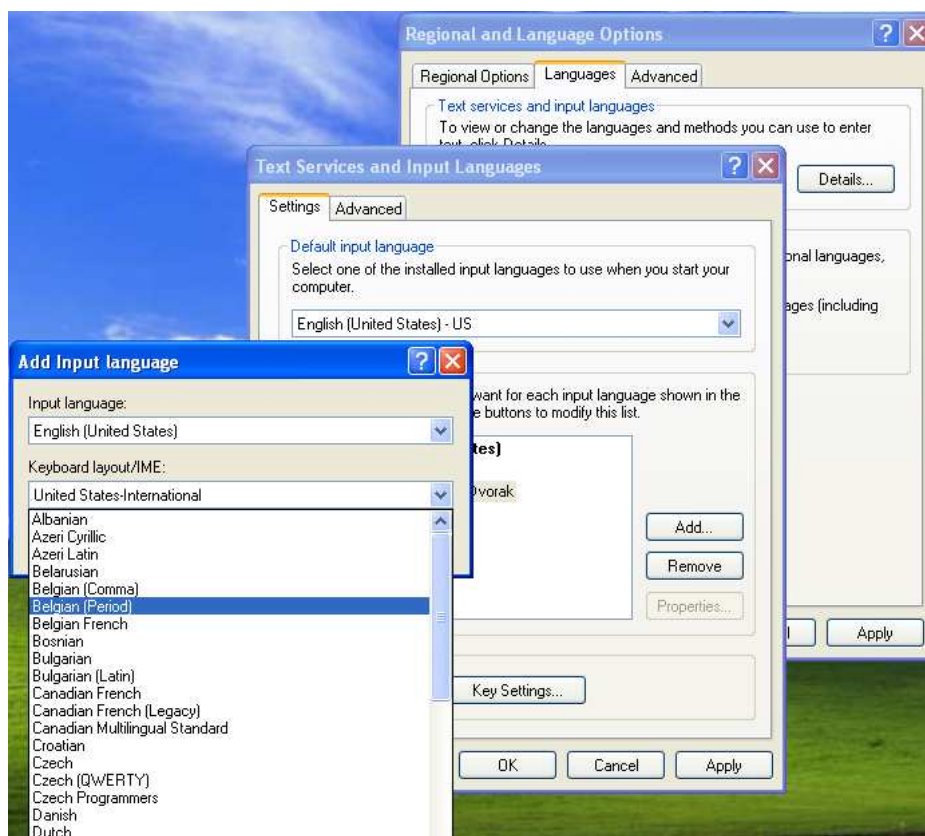 Regional and Language Options
Regional Options
Languages
Advanced
Text services and input languages
To view or change the languages and methods you can use to enter
text, click Details.
Details...
onal languages,
ages (including
Apply
Text Services and Input Languages
Settings
Advanced
Default input language
Select one of the installed input languages to use when you start your
computer.
English (United States) - US
want for each input language shown in the
e buttons to modify this list.
tes)
Dvorak
Add...
Remove
Properties...
Key Settings...
OK
Cancel
Apply
Add Input language
Input language:
English (United States)
Keyboard layout/IME:
United States-International
Albanian
Azeri Cyrillic
Azeri Latin
Belarusian
Belgian (Comma)
Belgian (Period)
Belgian French
Bosnian
Bulgarian
Bulgarian (Latin)
Canadian French
Canadian French (Legacy)
Canadian Multilingual Standard
Croatian
Czech
Czech (QWERTY)
Czech Programmers
Danish
Dutch